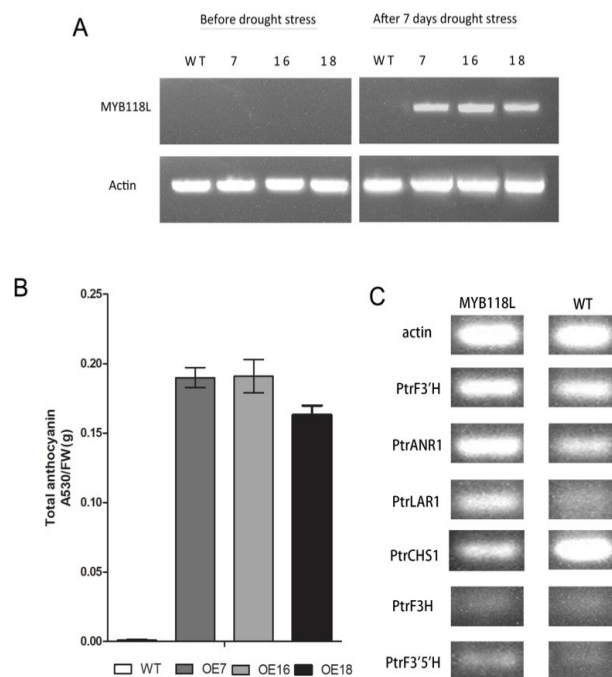 A
Before drought stress
After 7 days drought stress
WT 7 16 18
WT 7 16 18
MYB118L
Actin
B
Total anthocyanin
A530/FW(g)
0.25
0.20
0.15
0.10
0.05
0.00
WT OE7 OE16 OE18
C
MYB118L WT
actin
PtrF3'H
PtrANR1
PtrLAR1
PtrCHS1
PtrF3H
PtrF3'5'H